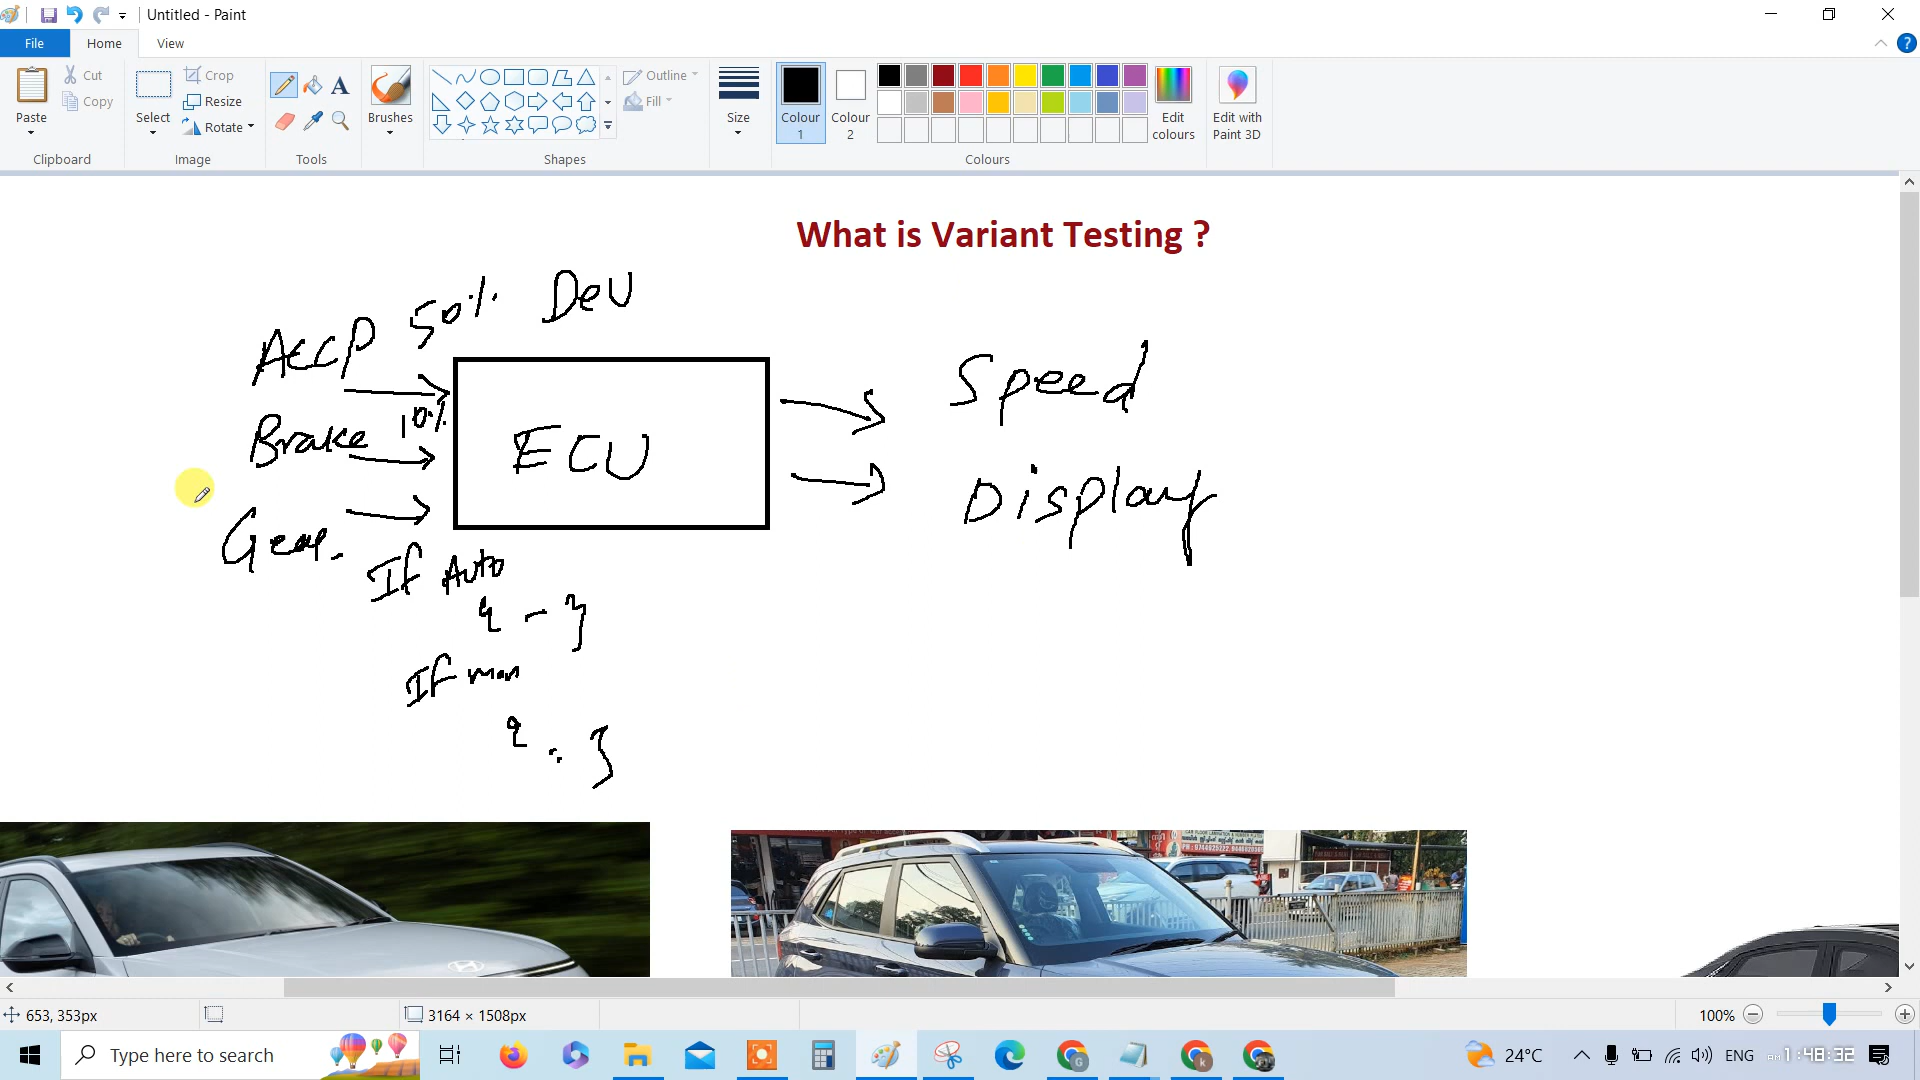 Untitled - Paint
File
Home
View
Paste
Cut
Copy
Clipboard
Select
Crop
Resize
Rotate
Image
Tools
Brushes
Shapes
Outline
Fill
Size
Colour 1
Colour 2
Colours
Edit colours
Edit with Paint 3D
What is Variant Testing ?
ACCP 50% DeV
Brake 10%
ECU
Gear
Speed
Display
If Auto
{ - }
If man
{ . }
653, 353px
3164 × 1508px
100%
Type here to search
24°C
ENG
1:48:32